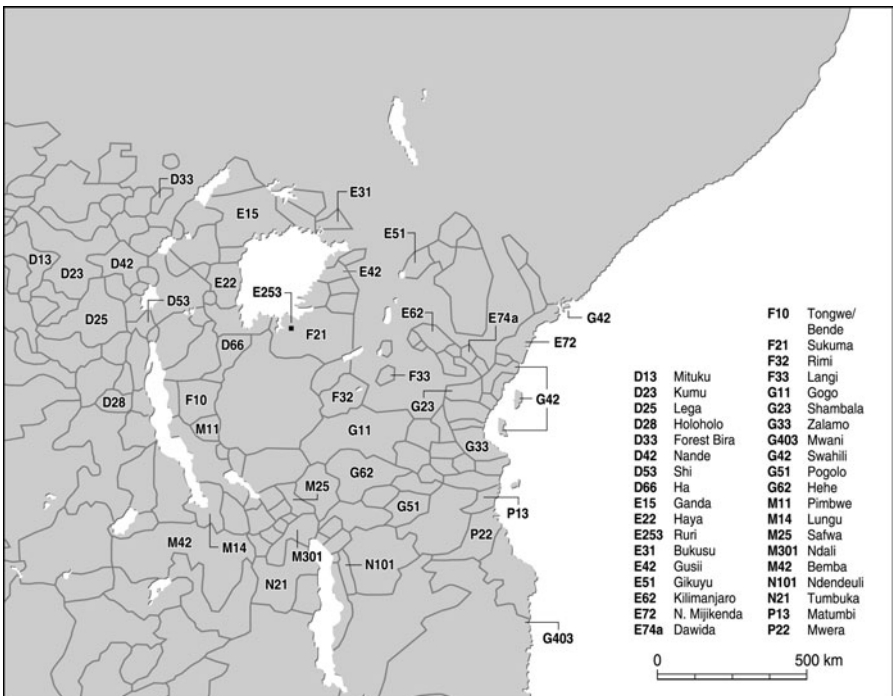 D33
E31
E15
E51
D13
D42
D23
E42
E22
E253
D53
E62
E74a
G42
D25
F21
E72
D66
F33
D28
F10
F32
G42
G23
M11
G11
G33
G62
M25
G51
P13
M42
M14
M301
P22
N101
N21
G403
D13 Mituku
D23 Kumu
D25 Lega
D28 Holoholo
D33 Forest Bira
D42 Nande
D53 Shi
D66 Ha
E15 Ganda
E22 Haya
E253 Ruri
E31 Bukusu
E42 Gusii
E51 Gikuyu
E62 Kilimanjaro
E72 N. Mijikenda
E74a Dawida
F10 Tongwe/
Bende
F21 Sukuma
F32 Rimi
F33 Langi
G11 Gogo
G23 Shambala
G33 Zalamo
G403 Mwani
G42 Swahili
G51 Pogolo
G62 Hehe
M11 Pimbwe
M14 Lungu
M25 Safwa
M301 Ndali
M42 Bemba
N101 Ndendeuli
N21 Tumbuka
P13 Matumbi
P22 Mwera
0 500 km